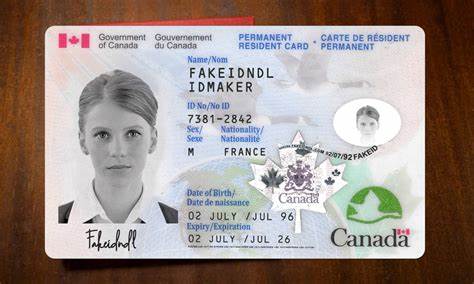 Government of Canada
Gouvernement du Canada
PERMANENT RESIDENT CARD
CARTE DE RÉSIDENT PERMANENT
Name/Nom
FAKEIDNDL
IDMAKER
ID No/No ID
7381-2842
Sex/Sexe
Nationality/Nationalité
M FRANCE
Date of Birth/
Date de naissance
02 JULY /JUL 96
Expiry/Expiration
02 JULY /JUL 26
Fakeidndl
02/07/92 FAKEID
Canada
Canada